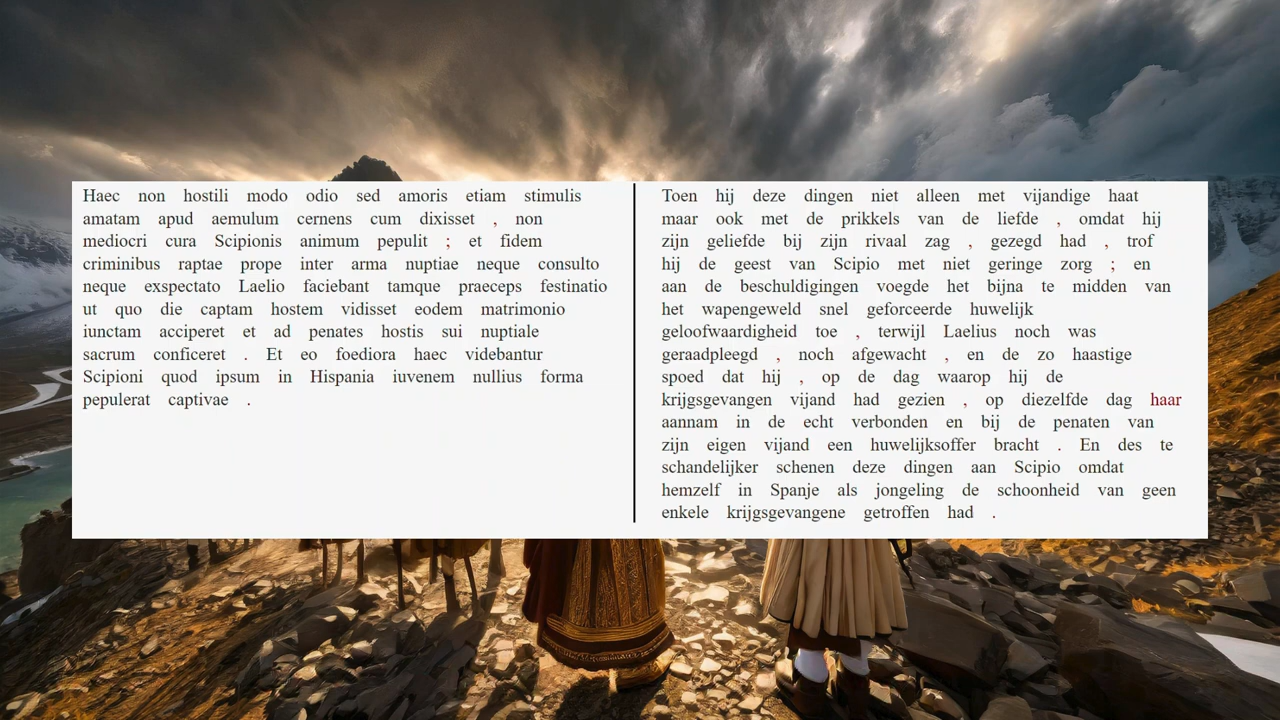 Haec non hostili modo odio sed amoris etiam stimulis
amatam apud aemulum cernens cum dixisset , non
mediocri cura Scipionis animum pepulit ; et fidem
criminibus raptae prope inter arma nuptiae neque consulto
neque exspectato Laelio faciebant tamque praeceps festinatio
ut quo die captam hostem vidisset eodem matrimonio
iunctam acciperet et ad penates hostis sui nuptiale
sacrum conficeret . Et eo foediora haec videbantur
Scipioni quod ipsum in Hispania iuvenem nullius forma
pepulerat captivae .
Toen hij deze dingen niet alleen met vijandige haat
maar ook met de prikkels van de liefde , omdat hij
zijn geliefde bij zijn rivaal zag , gezegd had , trof
hij de geest van Scipio met niet geringe zorg ; en
aan de beschuldigingen voegde het bijna te midden van
het wapengeweld snel geforceerde huwelijk
geloofwaardigheid toe , terwijl Laelius noch was
geraadpleegd , noch afgewacht , en de zo haastige
spoed dat hij , op de dag waarop hij de
krijgsgevangen vijand had gezien , op diezelfde dag haar
aannam in de echt verbonden en bij de penaten van
zijn eigen vijand een huwelijksoffer bracht . En des te
schandelijker schenen deze dingen aan Scipio omdat
hemzelf in Spanje als jongeling de schoonheid van geen
enkele krijgsgevangene getroffen had .